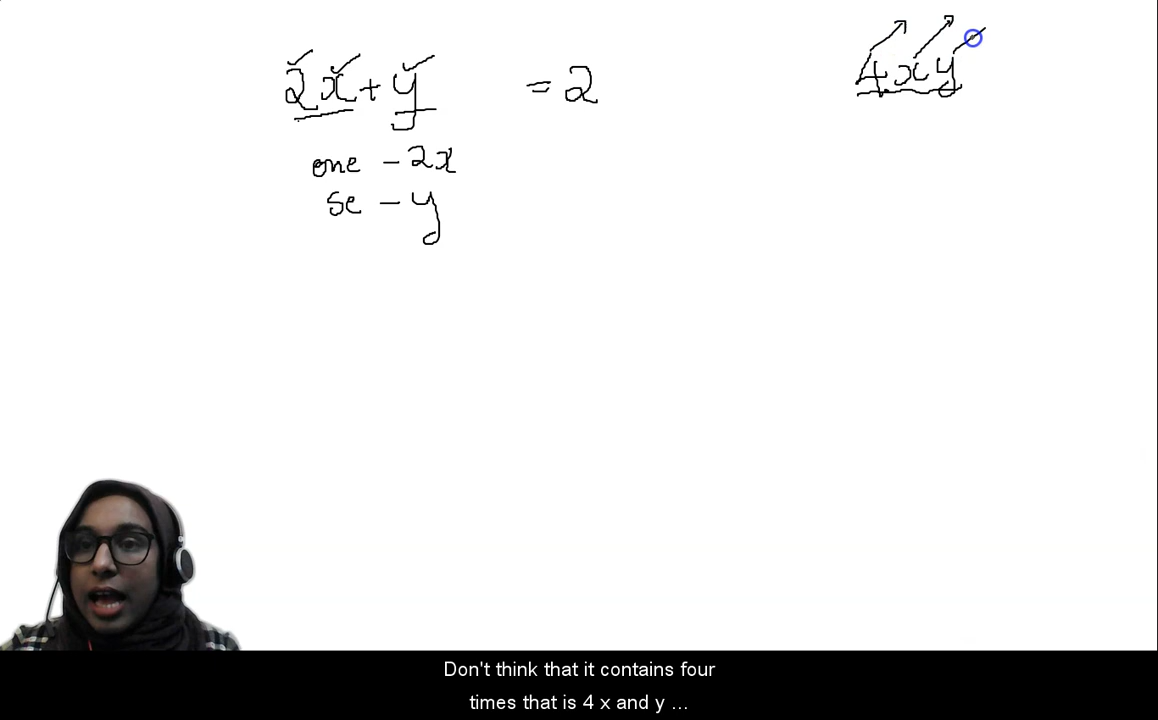 2x + y = 2
4xy
one - 2x
se - y
Don't think that it contains four
times that is 4 x and y ...